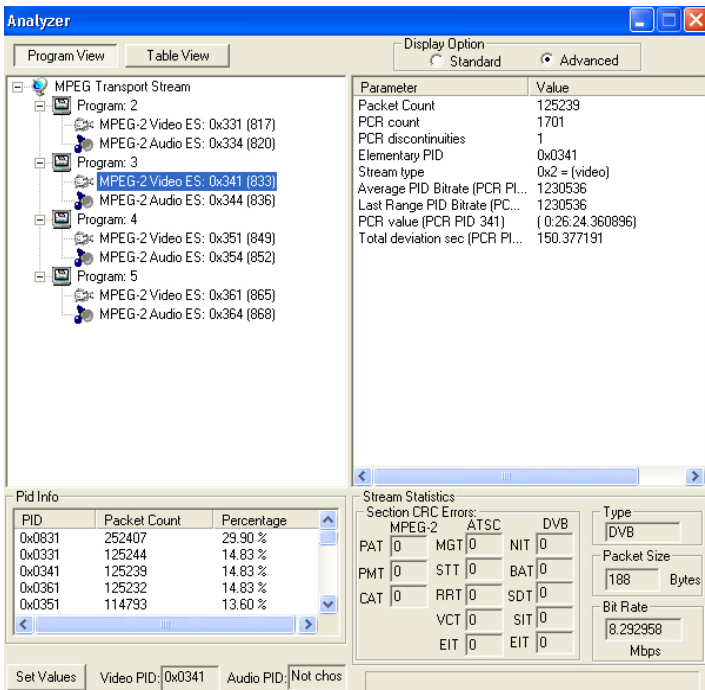 Analyzer
Program View
Table View
Display Option
Standard
Advanced
MPEG Transport Stream
Program: 2
MPEG-2 Video ES: 0x331 (817)
MPEG-2 Audio ES: 0x334 (820)
Program: 3
MPEG-2 Video ES: 0x341 (833)
MPEG-2 Audio ES: 0x344 (836)
Program: 4
MPEG-2 Video ES: 0x351 (849)
MPEG-2 Audio ES: 0x354 (852)
Program: 5
MPEG-2 Video ES: 0x361 (865)
MPEG-2 Audio ES: 0x364 (868)
Parameter Value
Packet Count 125239
PCR count 1701
PCR discontinuities 1
Elementary PID 0x0341
Stream type 0x2 = (video)
Average PID Bitrate (PCR PI... 1230536
Last Range PID Bitrate (PC... 1230536
PCR value (PCR PID 341) ( 0:26:24.360896)
Total deviation sec (PCR PI... 150.377191
Pid Info
PID Packet Count Percentage
0x0831 252407 29.90 %
0x0331 125244 14.83 %
0x0341 125239 14.83 %
0x0361 125232 14.83 %
0x0351 114793 13.60 %
Stream Statistics
Section CRC Errors:
MPEG-2 ATSC DVB
PAT 0 MGT 0 NIT 0
PMT 0 STT 0 BAT 0
CAT 0 RRT 0 SDT 0
VCT 0 SIT 0
EIT 0 EIT 0
Type
DVB
Packet Size
188 Bytes
Bit Rate
8.292958
Mbps
Set Values Video PID: 0x0341 Audio PID: Not chos